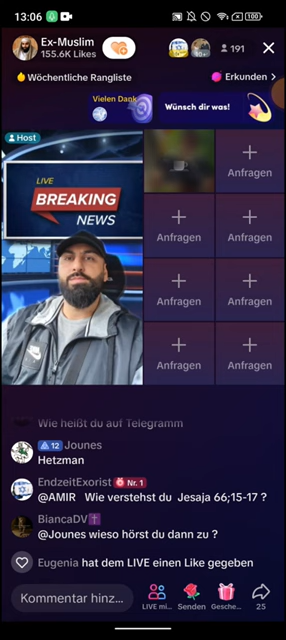 13:06
100
Ex-Muslim
155.6K Likes
191
Wöchentliche Rangliste
Erkunden >
Vielen Dank
Wünsch dir was!
Host
LIVE
BREAKING
NEWS
Anfragen
Anfragen Anfragen
Anfragen Anfragen
Anfragen Anfragen
Wie heißt du auf Telegramm
12 Jounes
Hetzman
EndzeitExorist Nr. 1
@AMIR Wie verstehst du Jesaja 66;15-17 ?
BiancaDV✝️
@Jounes wieso hörst du dann zu ?
Eugenia hat dem LIVE einen Like gegeben
Kommentar hinz...
LIVE mi... Senden Gesche... 25